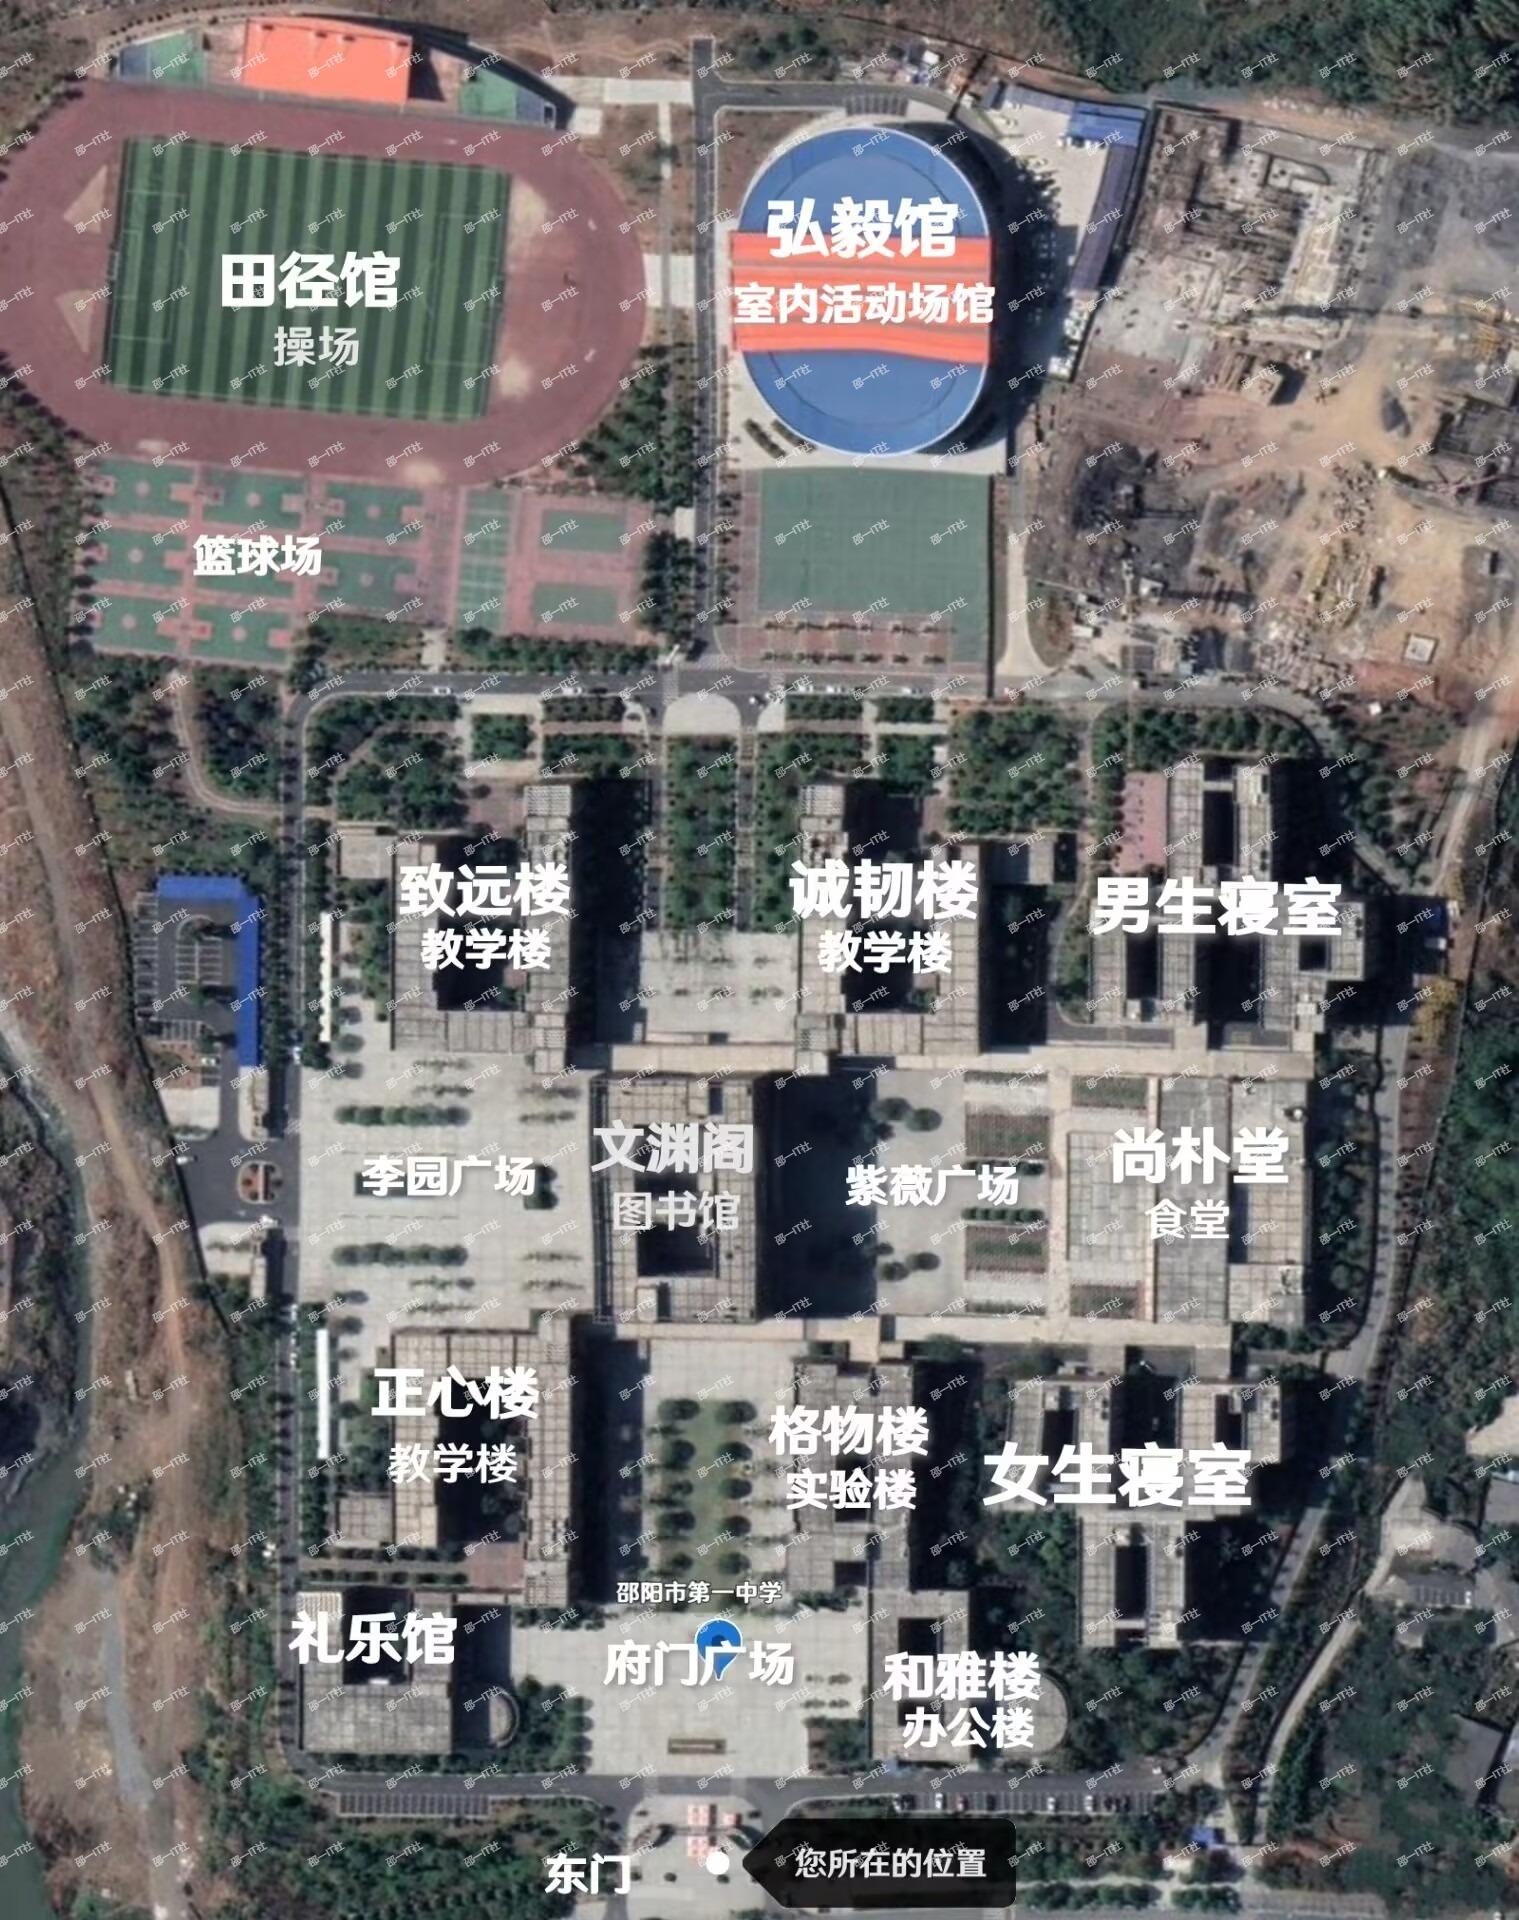 弘毅馆
室内活动场馆
田径馆
操场
篮球场
致远楼
教学楼
诚韧楼
教学楼
男生寝室
李园广场
文渊阁
图书馆
紫薇广场
尚朴堂
食堂
正心楼
教学楼
格物楼
实验楼
女生寝室
邵阳市第一中学
府门广场
礼乐馆
和雅楼
办公楼
东门
您所在的位置
邵一IT社